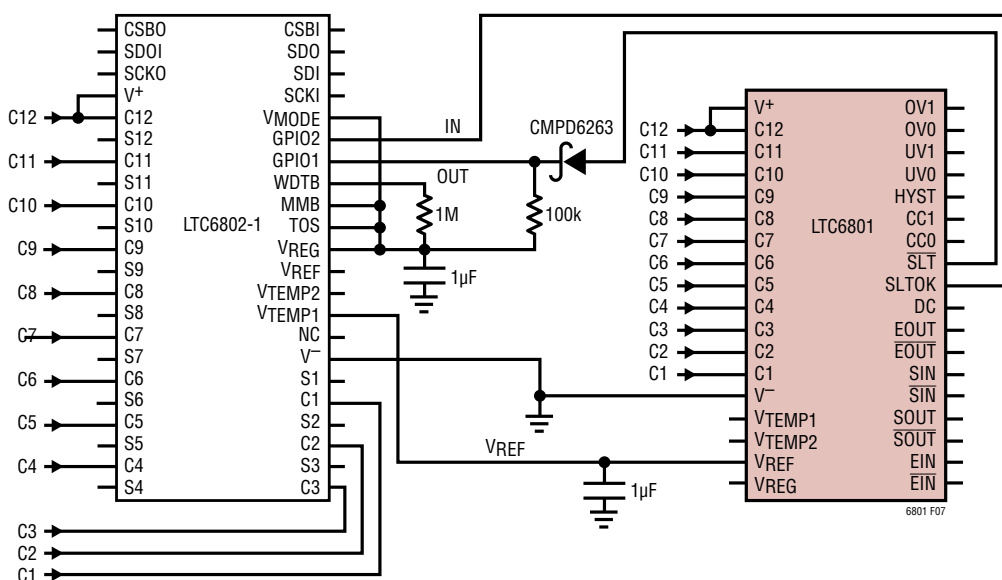 CSBO
SDOI
SCKO
V+
C12
S12
C11
S11
C10
S10
C9
S9
C8
S8
C7
S7
C6
S6
C5
S5
C4
S4
LTC6802-1
CSBI
SDO
SDI
SCKI
VMODE
GPIO2
GPIO1
WDTB
MMB
TOS
VREG
VREF
VTEMP2
VTEMP1
NC
V–
S1
C1
S2
C2
S3
C3
C12
C11
C10
C9
C8
C7
C6
C5
C4
C3
C2
C1
IN
OUT
CMPD6263
1M
100k
1µF
VREF
1µF
C12
C11
C10
C9
C8
C7
C6
C5
C4
C3
C2
C1
V+
C12
C11
C10
C9
C8
C7
C6
C5
C4
C3
C2
C1
V–
VTEMP1
VTEMP2
VREF
VREG
LTC6801
OV1
OV0
UV1
UV0
HYST
CC1
CC0
S̅L̅T̅
SLTOK
DC
EOUT
E̅O̅U̅T̅
SIN
S̅I̅N̅
SOUT
S̅O̅U̅T̅
EIN
E̅I̅N̅
6801 F07